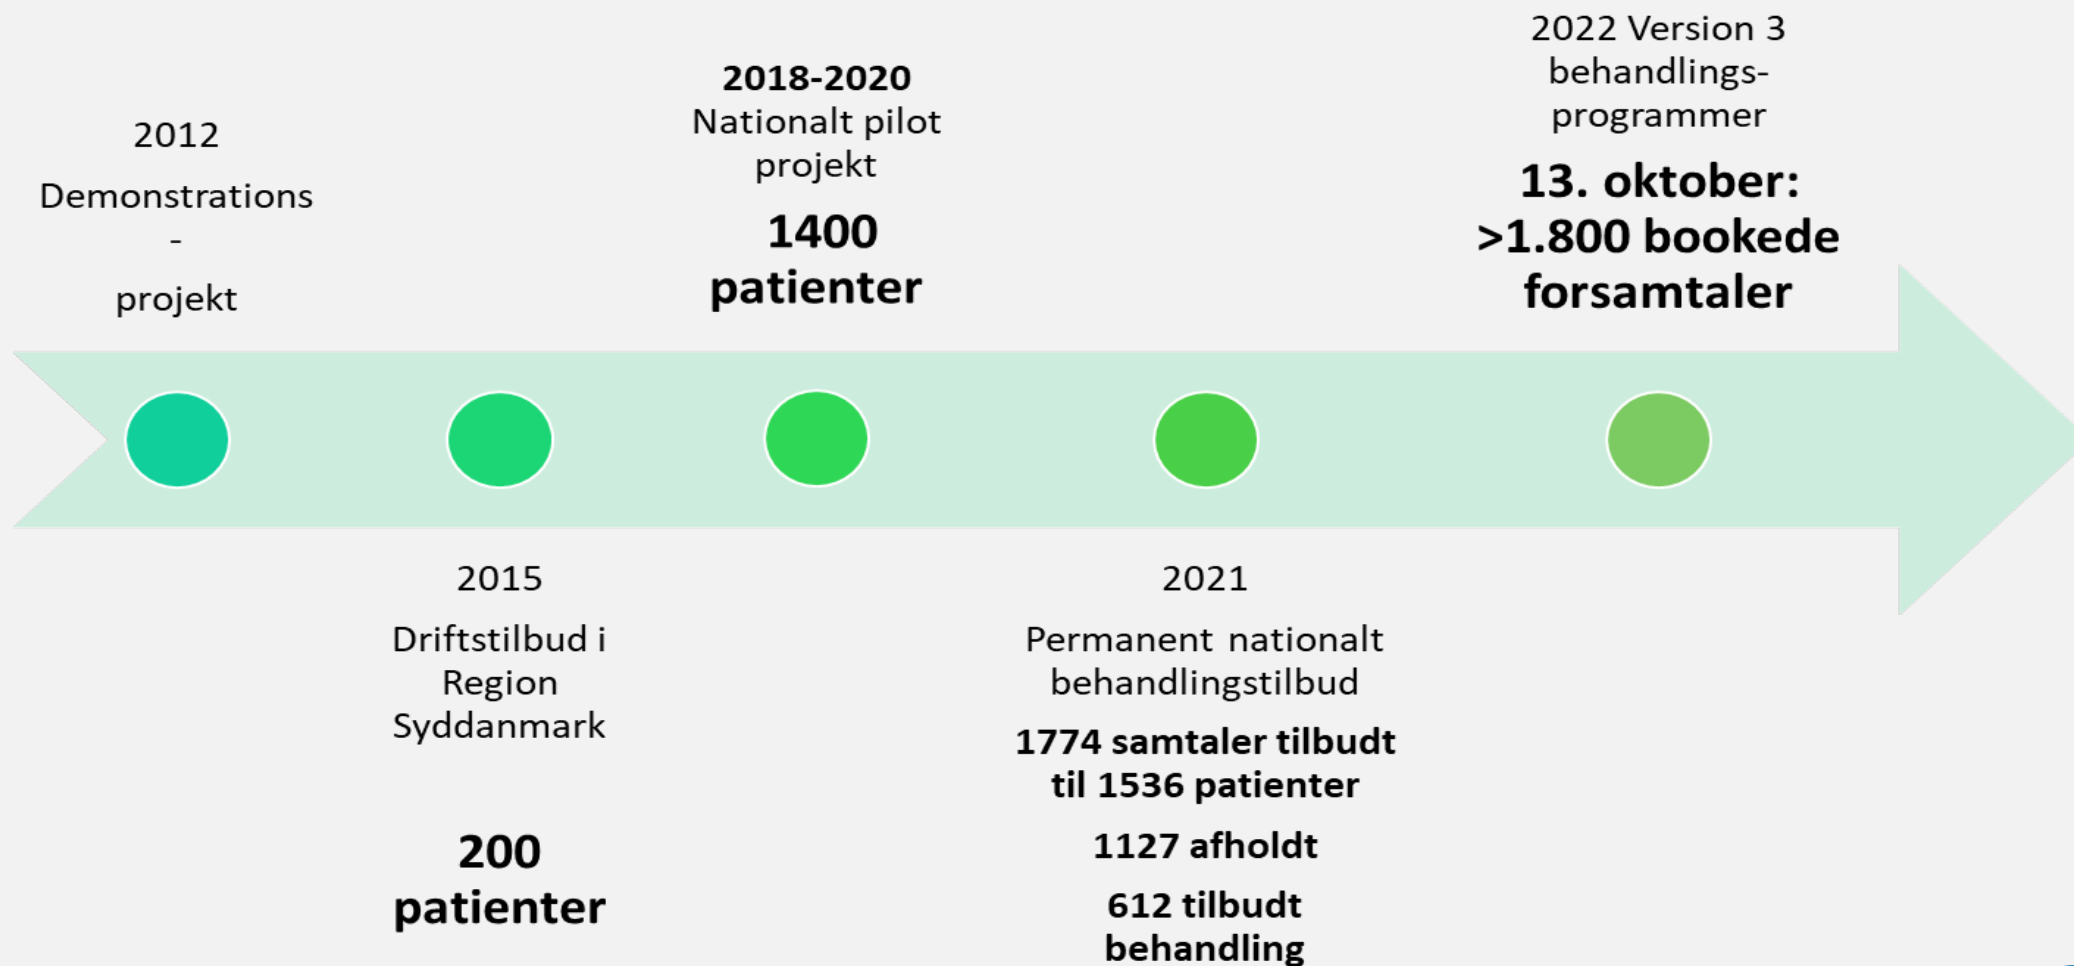 2012
Demonstrations
-
projekt
2015
Driftstilbud i
Region
Syddanmark
200
patienter
2018-2020
Nationalt pilot
projekt
1400
patienter
2021
Permanent nationalt
behandlingstilbud
1774 samtaler tilbudt
til 1536 patienter
1127 afholdt
612 tilbudt
behandling
2022 Version 3
behandlings-
programmer
13. oktober:
>1.800 bookede
forsamtaler